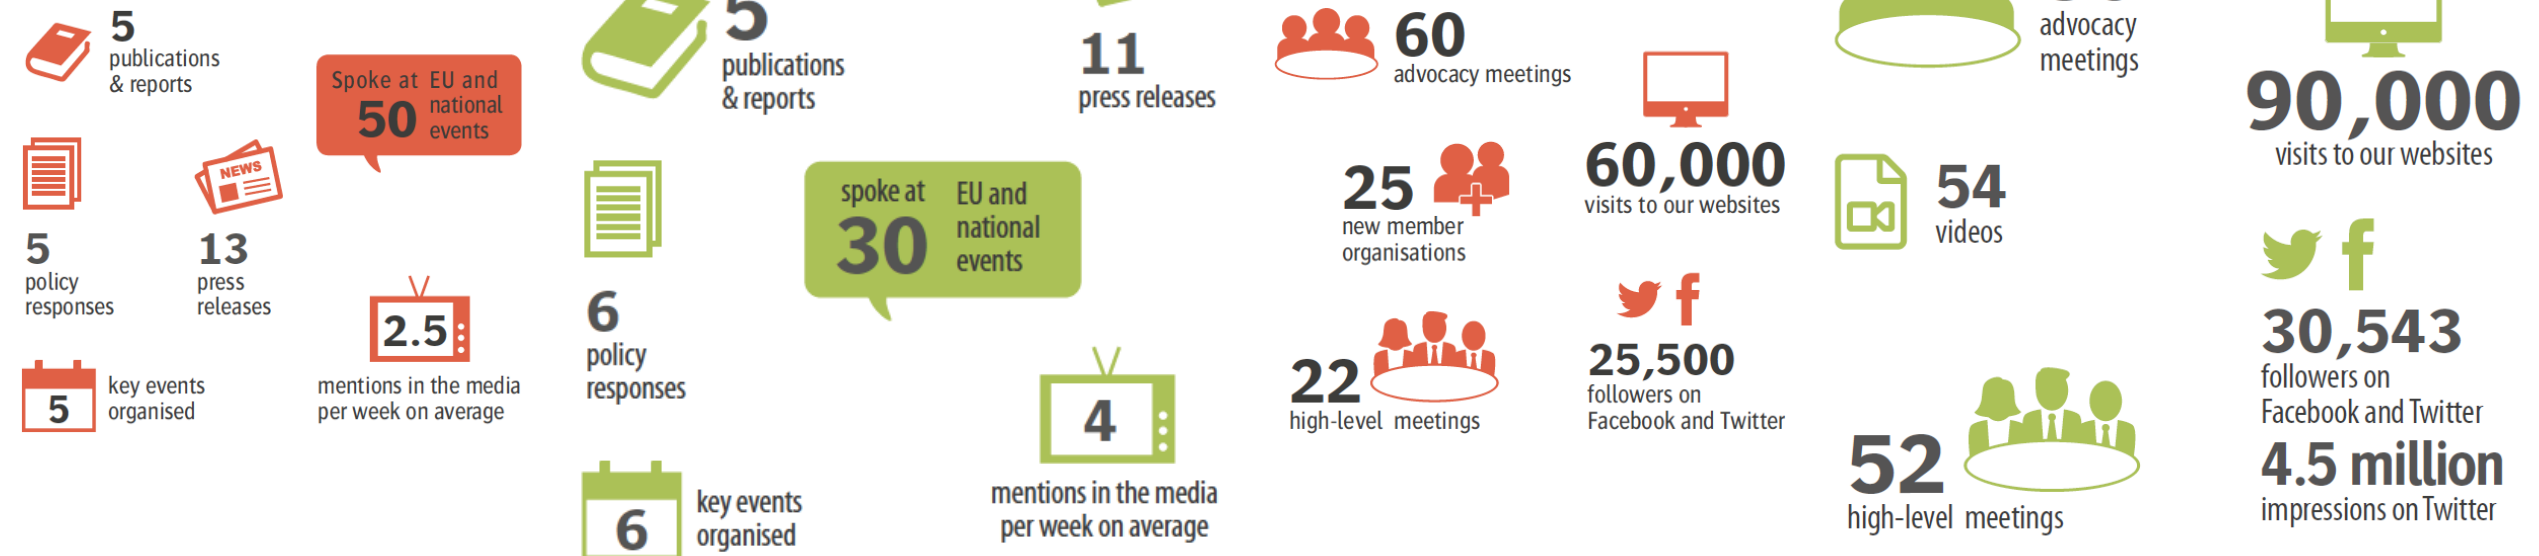 5
publications
& reports
Spoke at EU and
50 national
events
NEWS
5
policy
responses
13
press
releases
2.5
mentions in the media
per week on average
5
key events
organised
5
publications
& reports
11
press releases
spoke at EU and
30 national
events
6
policy
responses
4
mentions in the media
per week on average
6
key events
organised
60
advocacy meetings
25
new member
organisations
60,000
visits to our websites
22
high-level meetings
25,500
followers on
Facebook and Twitter
advocacy
meetings
90,000
visits to our websites
54
videos
52
high-level meetings
30,543
followers on
Facebook and Twitter
4.5 million
impressions on Twitter